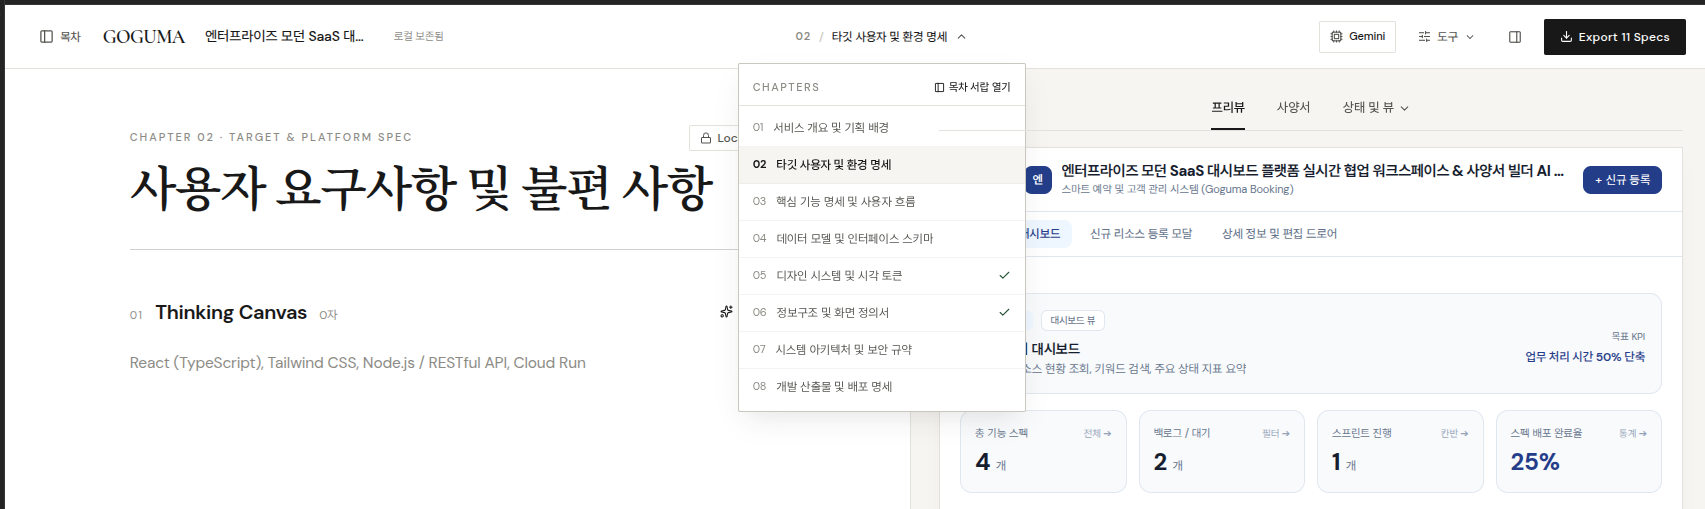 목차
GOGUMA
엔터프라이즈 모던 SaaS 대...
로컬 보존됨
02 / 타깃 사용자 및 환경 명세
Gemini
도구
Export 11 Specs
CHAPTER 02 · TARGET & PLATFORM SPEC
Loc
사용자 요구사항 및 불편 사항
01 Thinking Canvas 0자
React (TypeScript), Tailwind CSS, Node.js / RESTful API, Cloud Run
CHAPTERS
목차 서랍 열기
01 서비스 개요 및 기획 배경
02 타깃 사용자 및 환경 명세
03 핵심 기능 명세 및 사용자 흐름
04 데이터 모델 및 인터페이스 스키마
05 디자인 시스템 및 시각 토큰
06 정보구조 및 화면 정의서
07 시스템 아키텍처 및 보안 규약
08 개발 산출물 및 배포 명세
프리뷰
사양서
상태 및 뷰
엔
엔터프라이즈 모던 SaaS 대시보드 플랫폼 실시간 협업 워크스페이스 & 사양서 빌더 AI ...
스마트 예약 및 고객 관리 시스템 (Goguma Booking)
+ 신규 등록
시보드
신규 리소스 등록 모달
상세 정보 및 편집 드로어
대시보드 뷰
대시보드
스 현황 조회, 키워드 검색, 주요 상태 지표 요약
목표 KPI
업무 처리 시간 50% 단축
총 기능 스펙
전체 →
4 개
백로그 / 대기
필터 →
2 개
스프린트 진행
칸반 →
1 개
스펙 배포 완료율
통계 →
25%